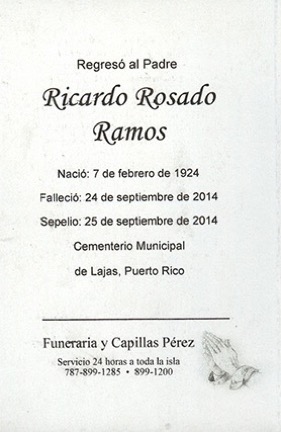 Regresó al Padre
Ricardo Rosado
Ramos
Nació: 7 de febrero de 1924
Falleció: 24 de septiembre de 2014
Sepelio: 25 de septiembre de 2014
Cementerio Municipal
de Lajas, Puerto Rico
Funeraria y Capillas Pérez
Servicio 24 horas a toda la isla
787-899-1285 • 899-1200